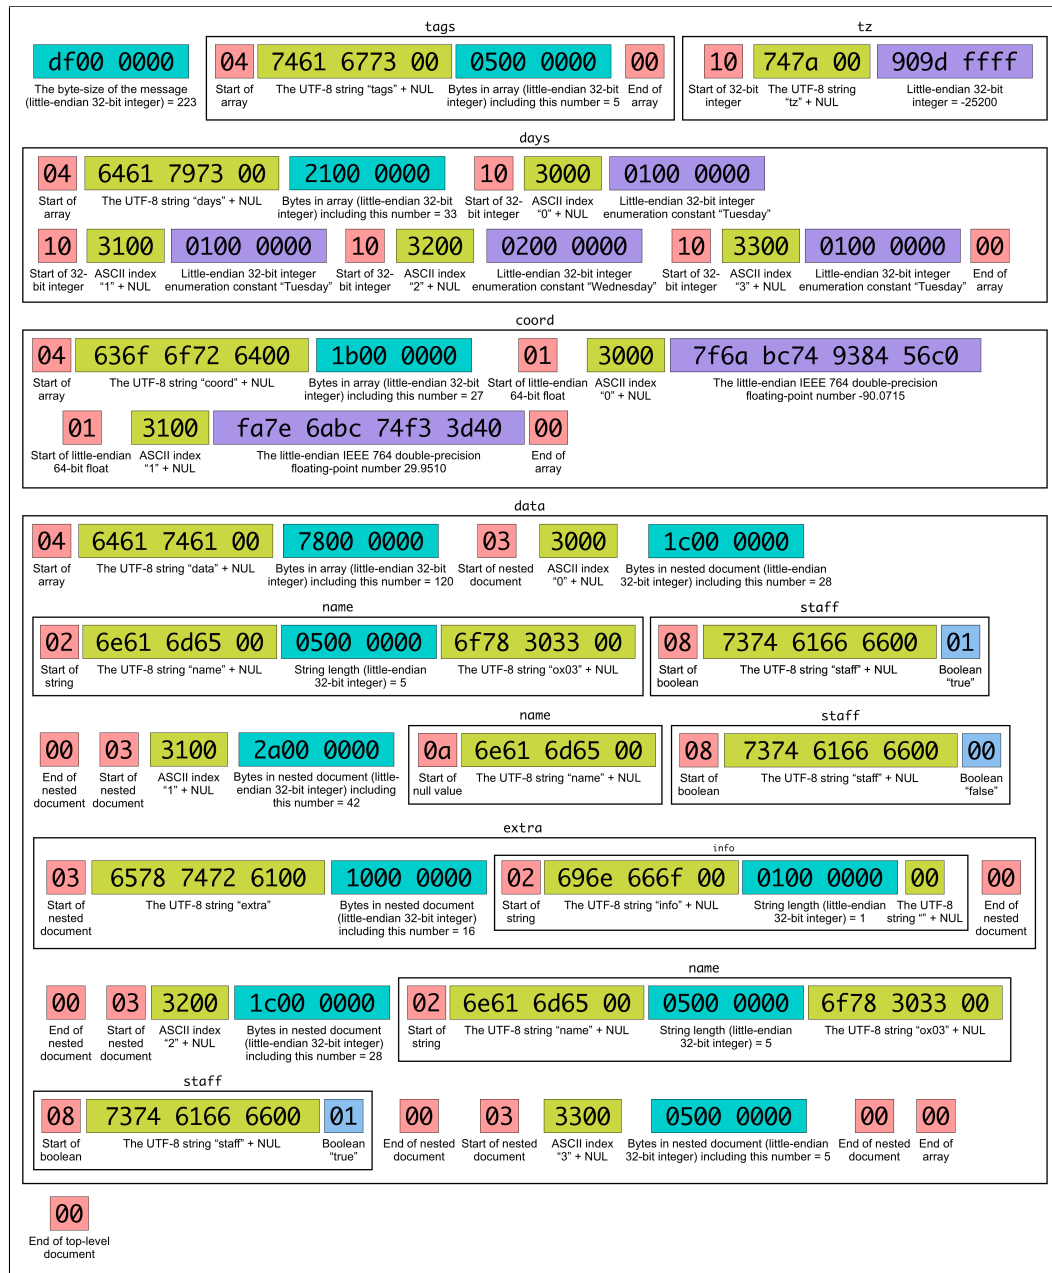 tags
tz
df00 0000
04 7461 6773 00 0500 0000 00
10 747a 00 909d ffff
The byte-size of the message
(little-endian 32-bit integer) = 223
Start of
array
The UTF-8 string “tags” + NUL
Bytes in array (little-endian 32-bit
integer) including this number = 5
End of
array
Start of 32-bit
integer
The UTF-8 string
“tz” + NUL
Little-endian 32-bit
integer = -25200
days
04 6461 7973 00 2100 0000 10 3000 0100 0000
Start of
array
The UTF-8 string “days” + NUL
Bytes in array (little-endian 32-bit
integer) including this number = 33
Start of 32-
bit integer
ASCII index
“0” + NUL
Little-endian 32-bit integer
enumeration constant “Tuesday”
10 3100 0100 0000 10 3200 0200 0000 10 3300 0100 0000 00
Start of 32-
bit integer
ASCII index
“1” + NUL
Little-endian 32-bit integer
enumeration constant “Tuesday”
Start of 32-
bit integer
ASCII index
“2” + NUL
Little-endian 32-bit integer
enumeration constant “Wednesday”
Start of 32-
bit integer
ASCII index
“3” + NUL
Little-endian 32-bit integer
enumeration constant “Tuesday”
End of
array
coord
04 636f 6f72 6400 1b00 0000 01 3000 7f6a bc74 9384 56c0
Start of
array
The UTF-8 string “coord” + NUL
Bytes in array (little-endian 32-bit
integer) including this number = 27
Start of little-endian
64-bit float
ASCII index
“0” + NUL
The little-endian IEEE 764 double-precision
floating-point number -90.0715
01 3100 fa7e 6abc 74f3 3d40 00
Start of little-endian
64-bit float
ASCII index
“1” + NUL
The little-endian IEEE 764 double-precision
floating-point number 29.9510
End of
array
data
04 6461 7461 00 7800 0000 03 3000 1c00 0000
Start of
array
The UTF-8 string “data” + NUL
Bytes in array (little-endian 32-bit
integer) including this number = 120
Start of nested
document
ASCII index
“0” + NUL
Bytes in nested document (little-endian
32-bit integer) including this number = 28
name
staff
02 6e61 6d65 00 0500 0000 6f78 3033 00
08 7374 6166 6600 01
Start of
string
The UTF-8 string “name” + NUL
String length (little-endian
32-bit integer) = 5
The UTF-8 string “ox03” + NUL
Start of
boolean
The UTF-8 string “staff” + NUL
Boolean
“true”
name
staff
00 03 3100 2a00 0000
0a 6e61 6d65 00
08 7374 6166 6600 00
End of
nested
document
Start of
nested
document
ASCII index
“1” + NUL
Bytes in nested document (little-
endian 32-bit integer) including
this number = 42
Start of
null value
The UTF-8 string “name” + NUL
Start of
boolean
The UTF-8 string “staff” + NUL
Boolean
“false”
extra
info
03 6578 7472 6100 1000 0000 02 696e 666f 00 0100 0000 00 00
Start of
nested
document
The UTF-8 string “extra”
Bytes in nested document
(little-endian 32-bit integer)
including this number = 16
Start of
string
The UTF-8 string “info” + NUL
String length (little-endian
32-bit integer) = 1
The UTF-8
string “” + NUL
End of
nested
document
name
00 03 3200 1c00 0000
02 6e61 6d65 00 0500 0000 6f78 3033 00
End of
nested
document
Start of
nested
document
ASCII index
“2” + NUL
Bytes in nested document
(little-endian 32-bit integer)
including this number = 28
Start of
string
The UTF-8 string “name” + NUL
String length (little-endian
32-bit integer) = 5
The UTF-8 string “ox03” + NUL
staff
08 7374 6166 6600 01
00 03 3300 0500 0000 00 00
Start of
boolean
The UTF-8 string “staff” + NUL
Boolean
“true”
End of nested
document
Start of nested
document
ASCII index
“3” + NUL
Bytes in nested document (little-endian
32-bit integer) including this number = 5
End of nested
document
End of
array
00
End of top-level
document